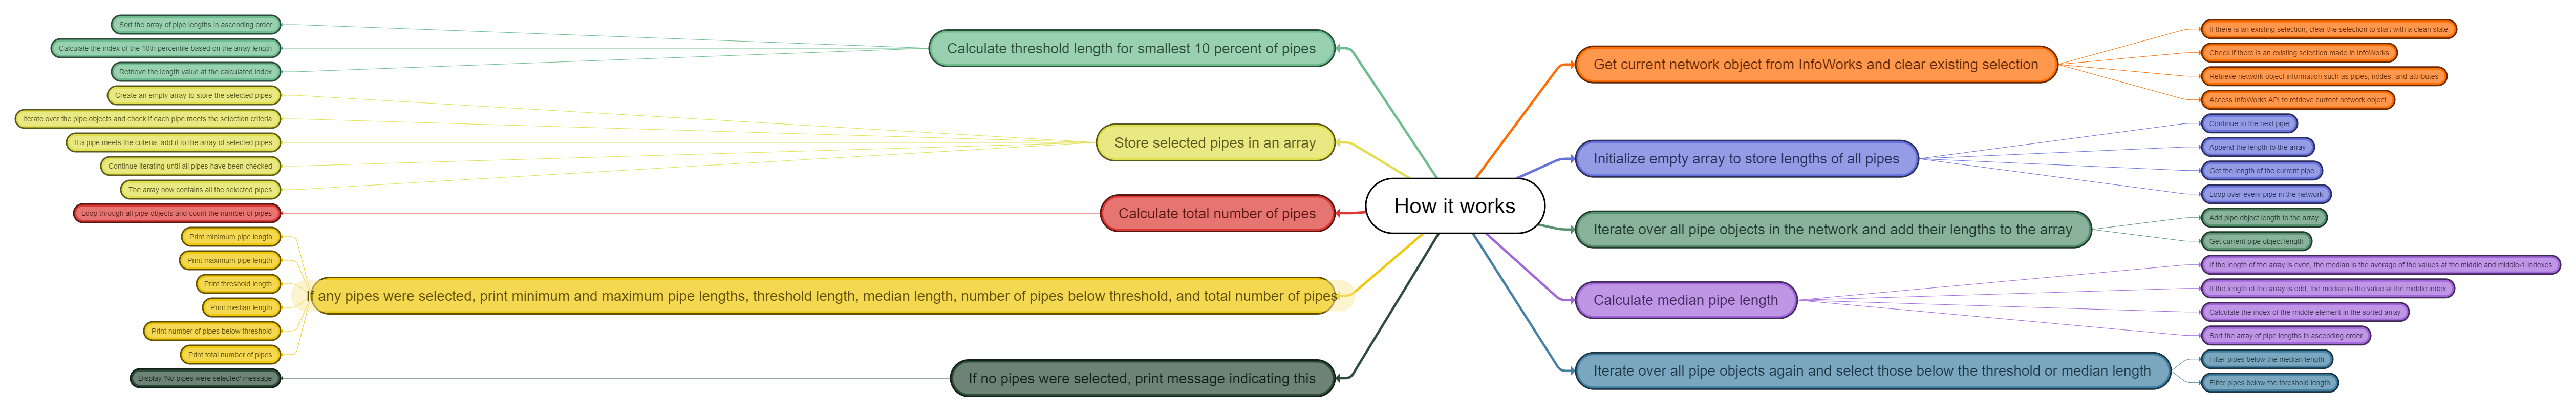 How it works
Calculate threshold length for smallest 10 percent of pipes
Sort the array of pipe lengths in ascending order
Calculate the index of the 10th percentile based on the array length
Retrieve the length value at the calculated index
Store selected pipes in an array
Create an empty array to store the selected pipes
Iterate over the pipe objects and check if each pipe meets the selection criteria
If a pipe meets the criteria, add it to the array of selected pipes
Continue iterating until all pipes have been checked
The array now contains all the selected pipes
Calculate total number of pipes
Loop through all pipe objects and count the number of pipes
If any pipes were selected, print minimum and maximum pipe lengths, threshold length, median length, number of pipes below threshold, and total number of pipes
Print minimum pipe length
Print maximum pipe length
Print threshold length
Print median length
Print number of pipes below threshold
Print total number of pipes
If no pipes were selected, print message indicating this
Display 'No pipes were selected' message
Get current network object from InfoWorks and clear existing selection
If there is an existing selection, clear the selection to start with a clean slate
Check if there is an existing selection made in InfoWorks
Retrieve network object information such as pipes, nodes, and attributes
Access InfoWorks API to retrieve current network object
Initialize empty array to store lengths of all pipes
Continue to the next pipe
Append the length to the array
Get the length of the current pipe
Loop over every pipe in the network
Iterate over all pipe objects in the network and add their lengths to the array
Add pipe object length to the array
Get current pipe object length
Calculate median pipe length
If the length of the array is even, the median is the average of the values at the middle and middle-1 indexes
If the length of the array is odd, the median is the value at the middle index
Calculate the index of the middle element in the sorted array
Sort the array of pipe lengths in ascending order
Iterate over all pipe objects again and select those below the threshold or median length
Filter pipes below the median length
Filter pipes below the threshold length